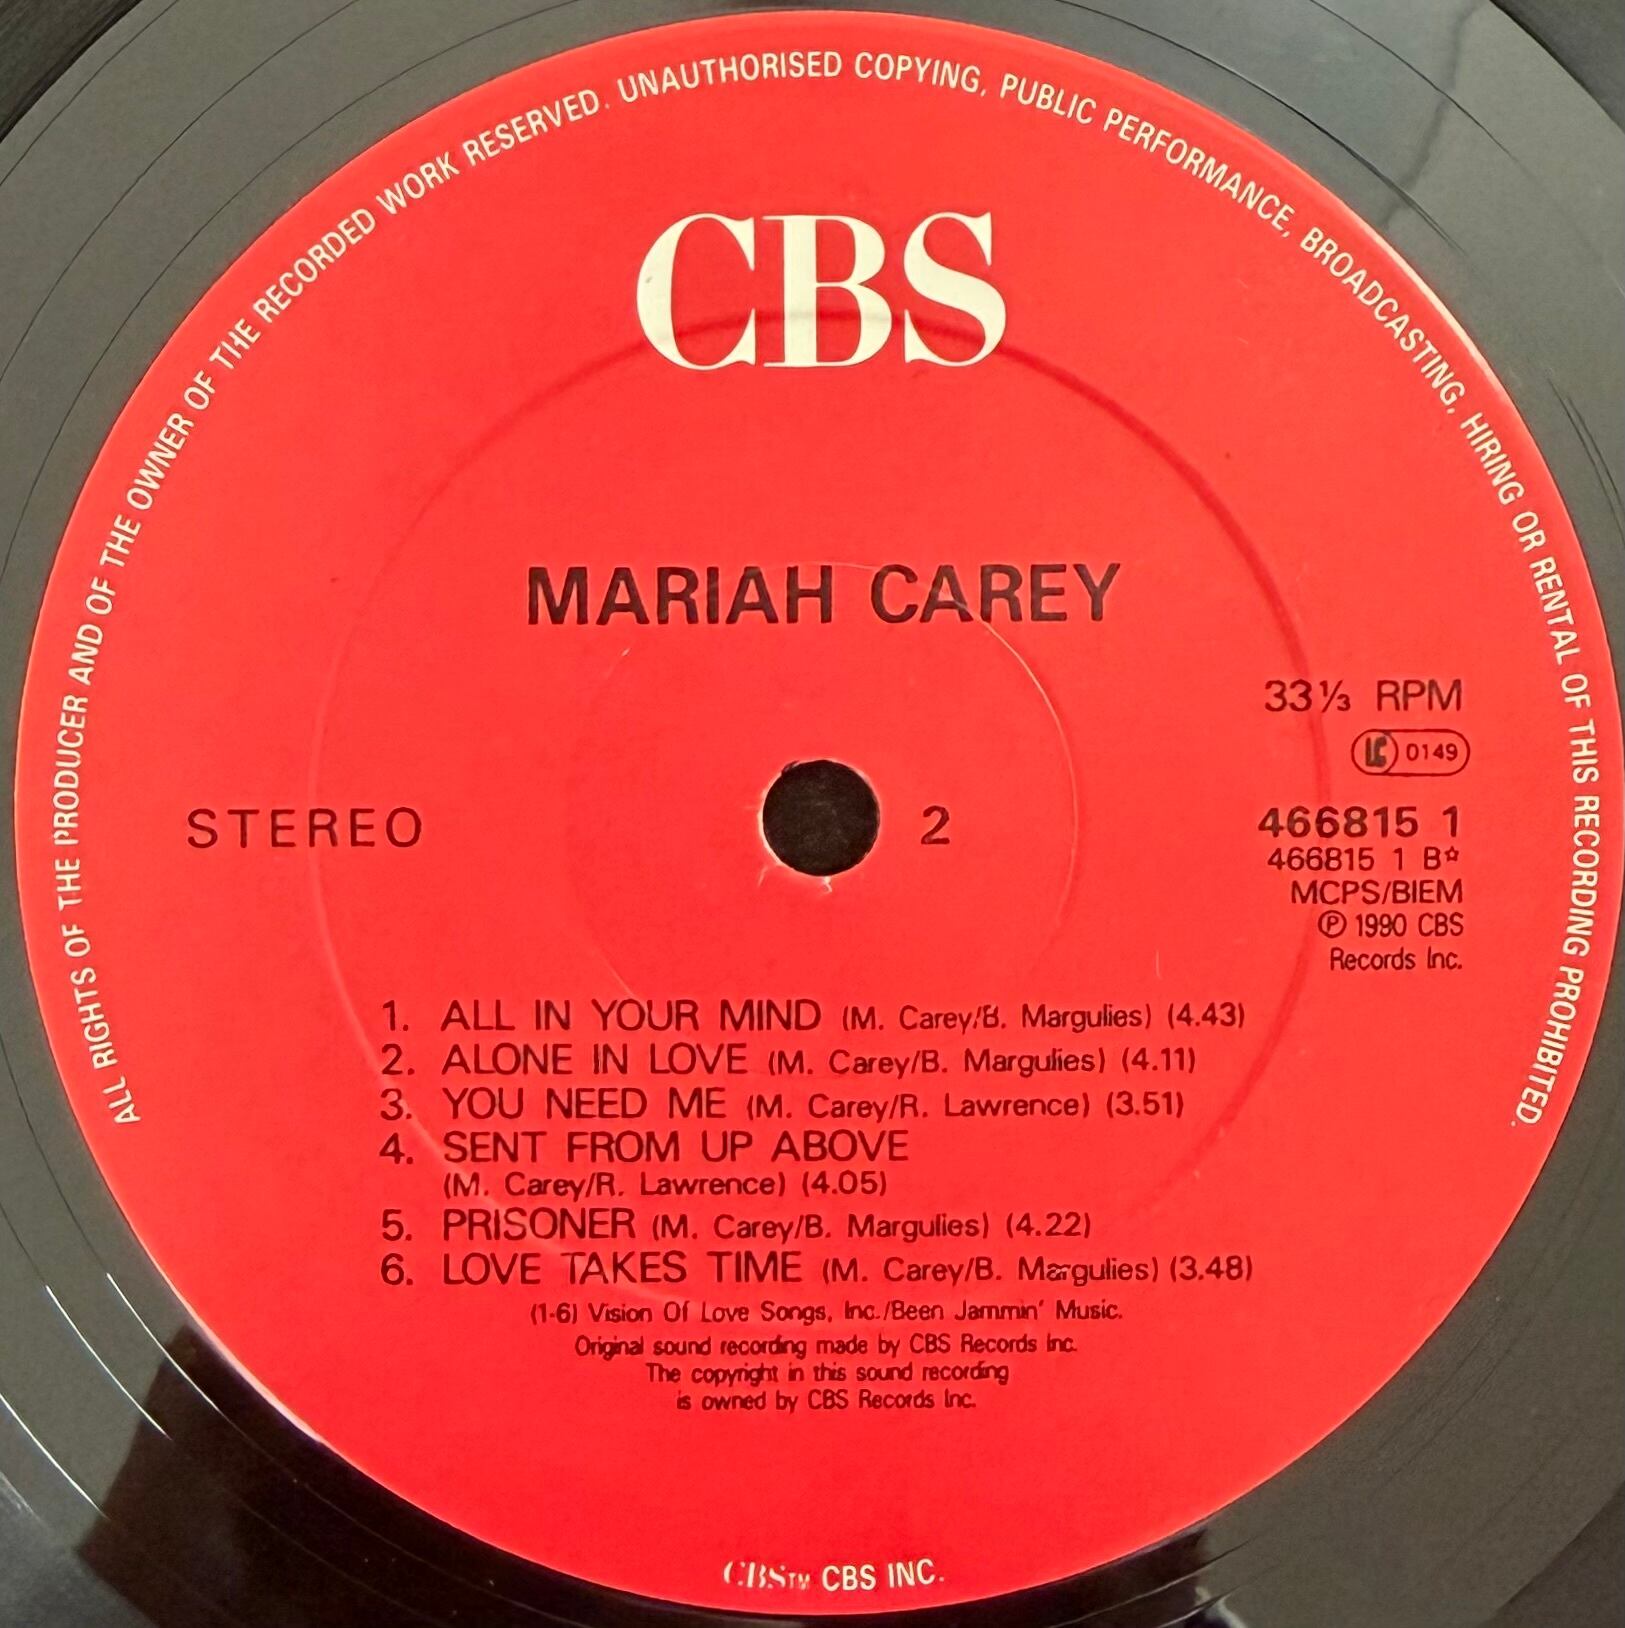 ALL RIGHTS OF THE PRODUCER AND OF THE OWNER OF THE RECORDED WORK RESERVED. UNAUTHORISED COPYING, PUBLIC PERFORMANCE, BROADCASTING, HIRING OR RENTAL OF THIS RECORDING PROHIBITED.
CBS
MARIAH CAREY
33⅓ RPM
LC 0149
STEREO
2
466815 1
466815 1 B☆
MCPS/BIEM
℗ 1990 CBS
Records Inc.
1. ALL IN YOUR MIND (M. Carey/B. Margulies) (4.43)
2. ALONE IN LOVE (M. Carey/B. Margulies) (4.11)
3. YOU NEED ME (M. Carey/R. Lawrence) (3.51)
4. SENT FROM UP ABOVE
(M. Carey/R. Lawrence) (4.05)
5. PRISONER (M. Carey/B. Margulies) (4.22)
6. LOVE TAKES TIME (M. Carey/B. Margulies) (3.48)
(1-6) Vision Of Love Songs, Inc./Been Jammin' Music.
Original sound recording made by CBS Records Inc.
The copyright in this sound recording
is owned by CBS Records Inc.
CBS™ CBS INC.